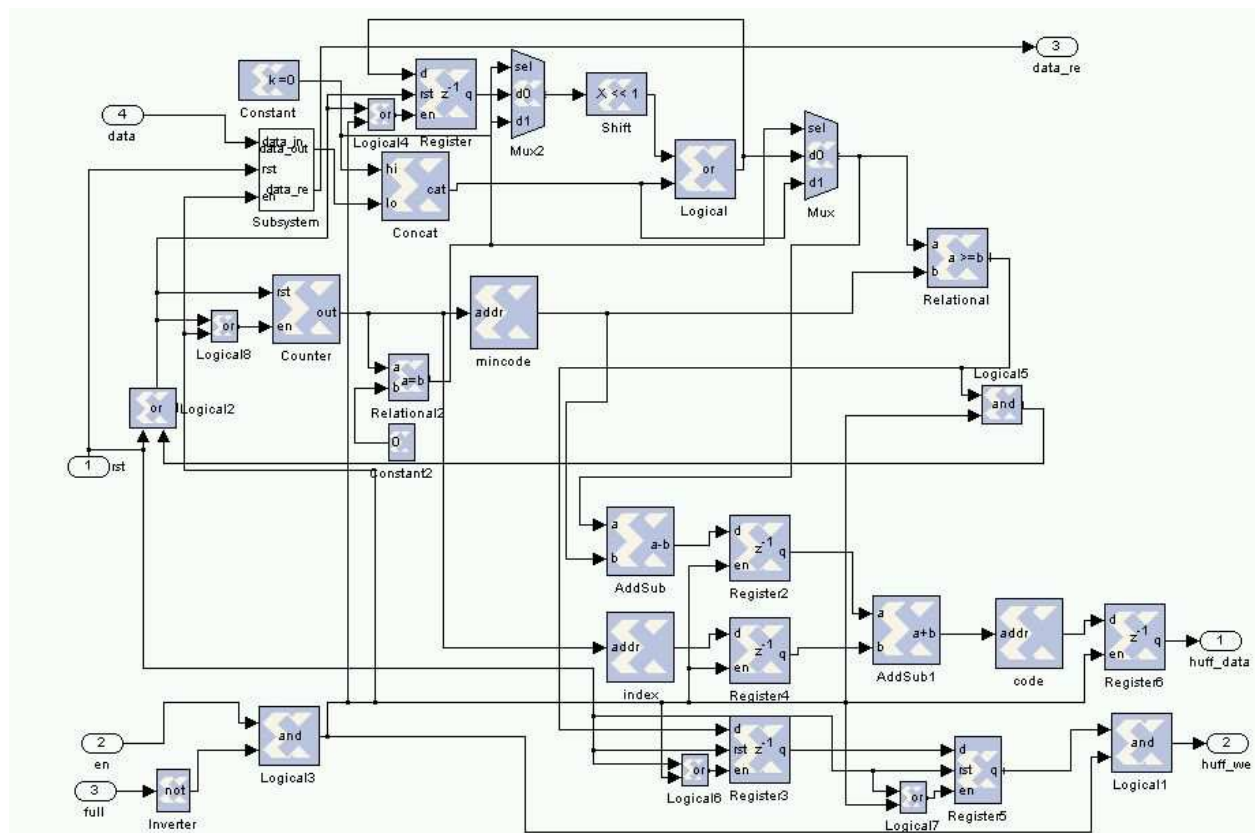 3
data_re
k=0
Constant
d
rst z-1 q
en
Register
sel
d0
d1
Mux2
X << 1
Shift
4
data
or
Logical4
data_in
data_out
rst
data_re
en
Subsystem
hi
cat
lo
Concat
or
Logical
sel
d0
d1
Mux
a
a >=b
b
Relational
rst
out
en
Counter
or
Logical8
addr
mincode
a
a=b
b
Relational2
0
Constant2
Logical5
and
or
Logical2
1
rst
a
a-b
b
AddSub
d
z-1 q
en
Register2
addr
index
d
z-1 q
en
Register4
a
a+b
b
AddSub1
addr
code
d
z-1
q
en
Register6
1
huff_data
2
en
3
full
not
Inverter
and
Logical3
or
Logical6
d
rst z-1 q
en
Register3
or
Logical7
d
rst q
en
Register5
and
Logical1
2
huff_we